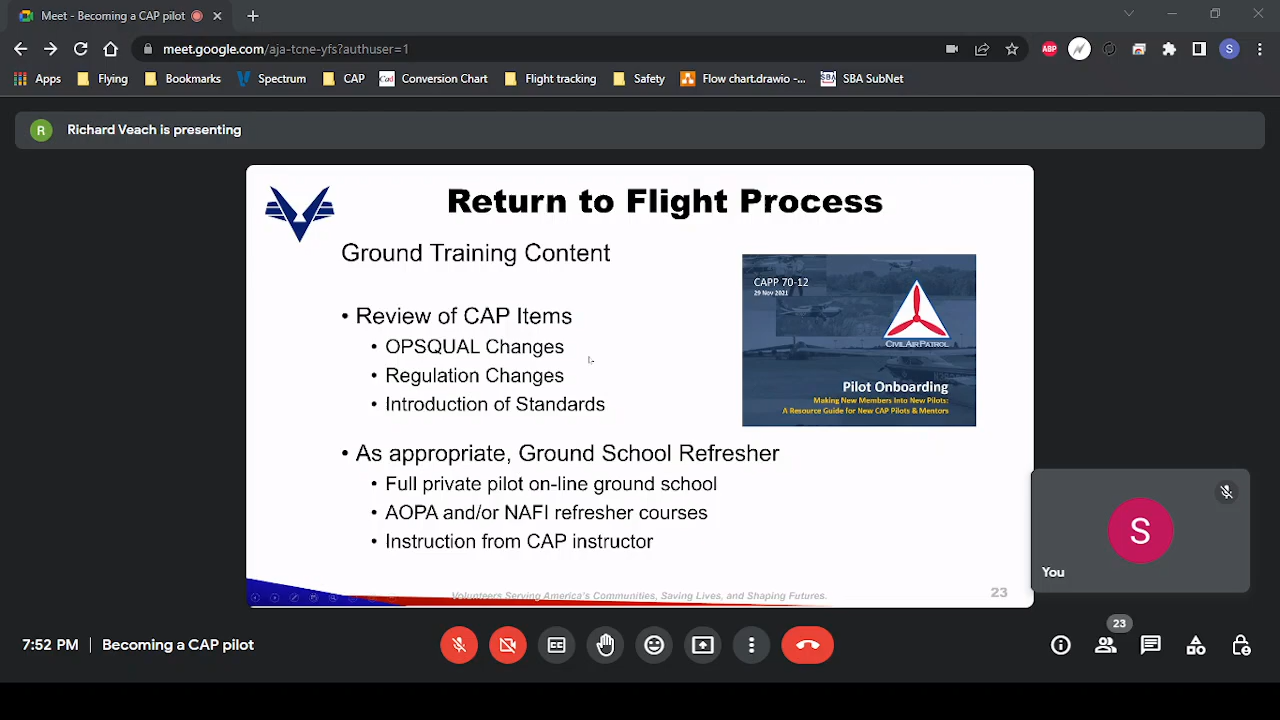 Meet - Becoming a CAP pilot
meet.google.com/aja-tcne-yfs?authuser=1
ABP
S
Apps Flying Bookmarks Spectrum CAP Cad Conversion Chart Flight tracking Safety Flow chart.drawio -... SBA SBA SubNet
R Richard Veach is presenting
Return to Flight Process
Ground Training Content
• Review of CAP Items
• OPSQUAL Changes
• Regulation Changes
• Introduction of Standards
• As appropriate, Ground School Refresher
• Full private pilot on-line ground school
• AOPA and/or NAFI refresher courses
• Instruction from CAP instructor
CAPP 70-12
29 Nov 2021
CIVIL AIR PATROL
Pilot Onboarding
Making New Members Into New Pilots:
A Resource Guide for New CAP Pilots & Mentors
Volunteers Serving America's Communities, Saving Lives, and Shaping Futures.
23
S
You
7:52 PM | Becoming a CAP pilot
CC
23